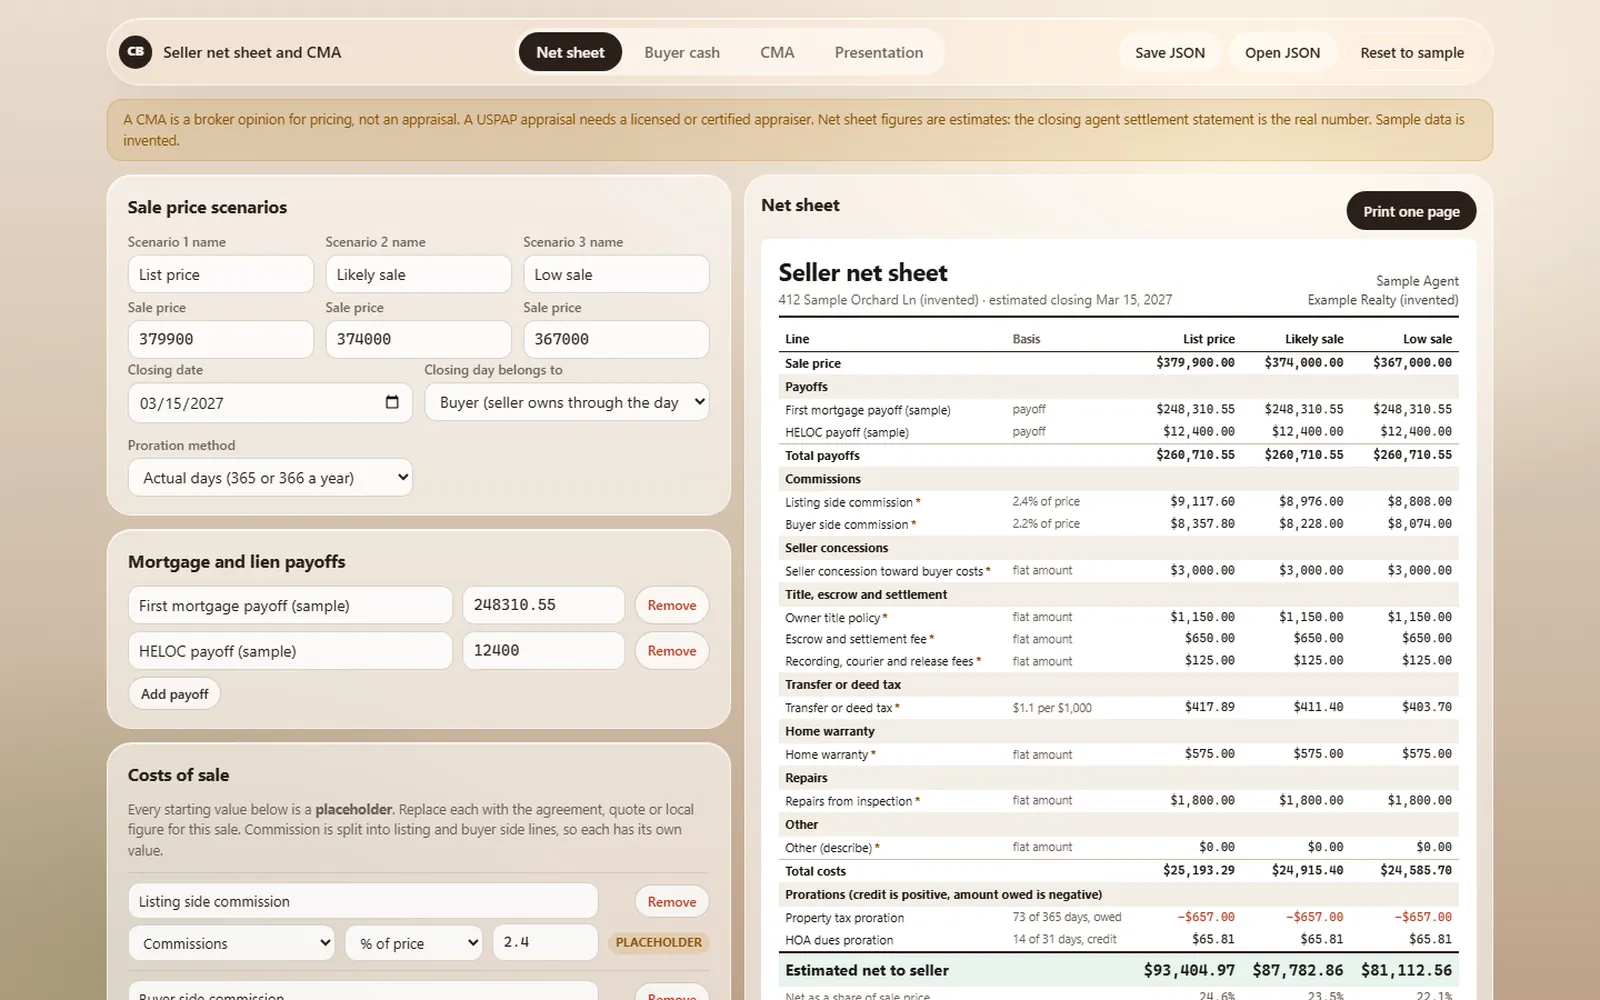 CB Seller net sheet and CMA
Net sheet Buyer cash CMA Presentation
Save JSON Open JSON Reset to sample
A CMA is a broker opinion for pricing, not an appraisal. A USPAP appraisal needs a licensed or certified appraiser. Net sheet figures are estimates: the closing agent settlement statement is the real number. Sample data is
invented.
Sale price scenarios
Scenario 1 name Scenario 2 name Scenario 3 name
List price Likely sale Low sale
Sale price Sale price Sale price
379900 374000 367000
Closing date Closing day belongs to
03/15/2027 Buyer (seller owns through the day
Proration method
Actual days (365 or 366 a year)
Mortgage and lien payoffs
First mortgage payoff (sample) 248310.55 Remove
HELOC payoff (sample) 12400 Remove
Add payoff
Costs of sale
Every starting value below is a placeholder. Replace each with the agreement, quote or local
figure for this sale. Commission is split into listing and buyer side lines, so each has its own
value.
Listing side commission Remove
Commissions % of price 2.4 PLACEHOLDER
Buyer side commission Remove
Net sheet Print one page
Seller net sheet
Sample Agent
412 Sample Orchard Ln (invented) · estimated closing Mar 15, 2027 Example Realty (invented)
Line Basis List price Likely sale Low sale
Sale price $379,900.00 $374,000.00 $367,000.00
Payoffs
First mortgage payoff (sample) payoff $248,310.55 $248,310.55 $248,310.55
HELOC payoff (sample) payoff $12,400.00 $12,400.00 $12,400.00
Total payoffs $260,710.55 $260,710.55 $260,710.55
Commissions
Listing side commission * 2.4% of price $9,117.60 $8,976.00 $8,808.00
Buyer side commission * 2.2% of price $8,357.80 $8,228.00 $8,074.00
Seller concessions
Seller concession toward buyer costs * flat amount $3,000.00 $3,000.00 $3,000.00
Title, escrow and settlement
Owner title policy * flat amount $1,150.00 $1,150.00 $1,150.00
Escrow and settlement fee * flat amount $650.00 $650.00 $650.00
Recording, courier and release fees * flat amount $125.00 $125.00 $125.00
Transfer or deed tax
Transfer or deed tax * $1.1 per $1,000 $417.89 $411.40 $403.70
Home warranty
Home warranty * flat amount $575.00 $575.00 $575.00
Repairs
Repairs from inspection * flat amount $1,800.00 $1,800.00 $1,800.00
Other
Other (describe) * flat amount $0.00 $0.00 $0.00
Total costs $25,193.29 $24,915.40 $24,585.70
Prorations (credit is positive, amount owed is negative)
Property tax proration 73 of 365 days, owed −$657.00 −$657.00 −$657.00
HOA dues proration 14 of 31 days, credit $65.81 $65.81 $65.81
Estimated net to seller $93,404.97 $87,782.86 $81,112.56
Net as a share of sale price 24.6% 23.5% 22.1%